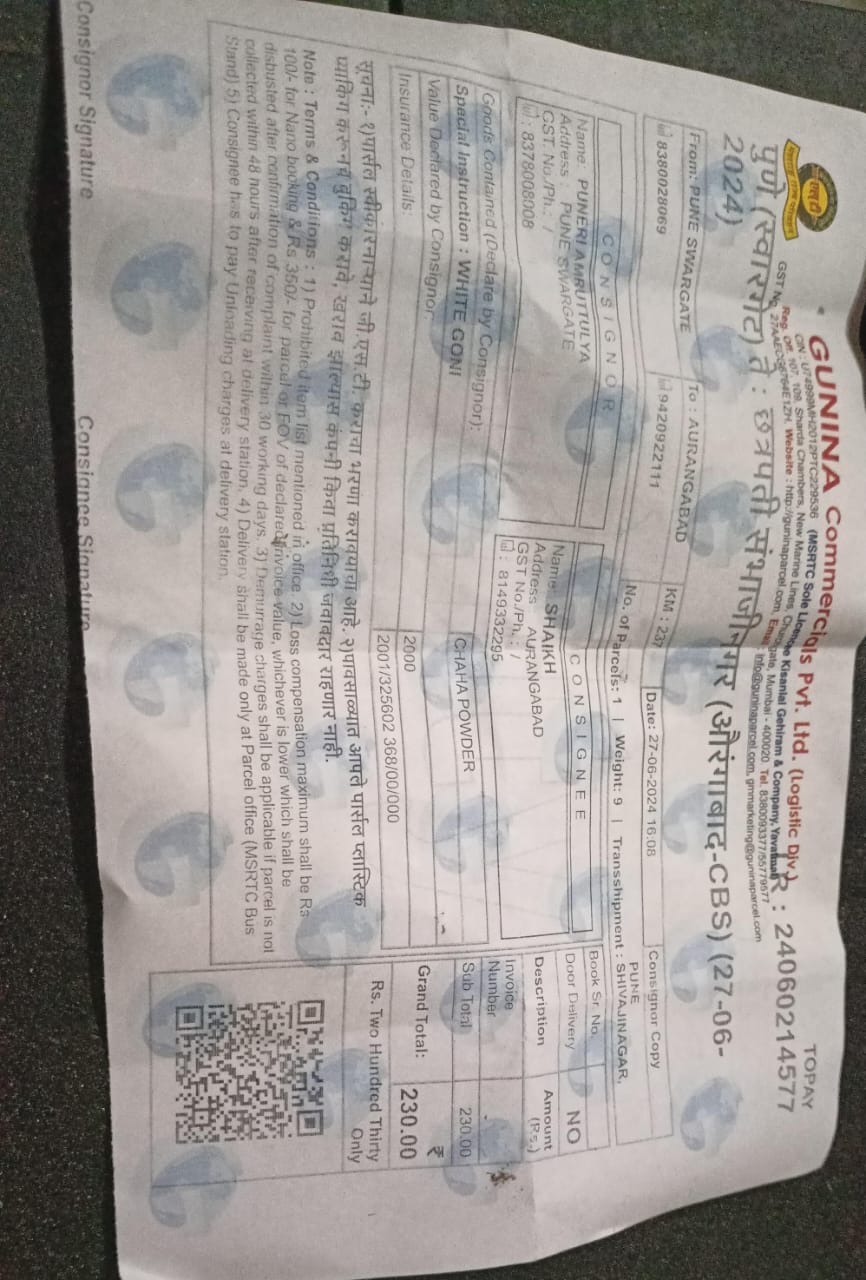 TOPAY
GUNINA Commercials Pvt. Ltd. (Logistic Div.)
CIN : U74999MH2012PTC229536 (MSRTC Sole Licencee Kisanlal Gehiram & Company, Yavatmal)
LR : 24060214577
Reg. Off. 107, 109, Sharda Chambers, New Marine Lines, Mumbai - 400020. Tel. 8380093377/55779577
GST No. Website : http://guninaparcel.com, Email : info@guninaparcel.com, gmmarketing@guninaparcel.com
पुणे (स्वारगेट) ते : छत्रपती संभाजीनगर (औरंगाबाद-CBS) (27-06-
2024)
From: PUNE SWARGATE
8380028069
To : AURANGABAD
9420922111
KM : 237
Date: 27-06-2024 16:08
Consignor Copy
No. of Parcels: 1 | Weight: 9 | Transshipment : SHIVAJINAGAR,
PUNE
CONSIGNOR
Name: PUNERI AMRUTTULYA
Address : PUNE SWARGATE
GST. No./Ph.: /
: 8378008008
CONSIGNEE
Name: SHAIKH
Address : AURANGABAD
GST No./Ph. : /
: 8149332295
Book Sr. No.
Door Delivery NO
Description Amount (Rs.)
Invoice Number -
Sub Total 230.00
Grand Total: ₹ 230.00
Rs. Two Hundred Thirty Only
Goods Contained (Declare by Consignor):
CHAHA POWDER
Special Instruction : WHITE GONI
Value Declared by Consignor:
2000
Insurance Details:
2001/325602 368/00/000
सूचना:- १)पार्सल स्वीकारनाऱ्याने जी.एस.टी. कराचा भरणा करावयाचा आहे. २)पावसाळ्यात आपले पार्सल प्लास्टिक
पॅकिंग करूनच बुकिंग करावे, खराब झाल्यास कंपनी किंवा प्रतिनिधी जवाबदार राहणार नाही.
Note : Terms & Conditions : 1) Prohibited item list mentioned in office. 2) Loss compensation maximum shall be Rs
100/- for Nano booking & Rs 350/- for parcel or FOV of declared invoice value, whichever is lower which shall be
disbusted after confirmation of complaint within 30 working days. 3) Demurrage charges shall be applicable if parcel is not
collected within 48 hours after receiving at delivery station. 4) Delivery shall be made only at Parcel office (MSRTC Bus
Stand) 5) Consignee has to pay Unloading charges at delivery station.
Consignor Signature
Consignee Signature